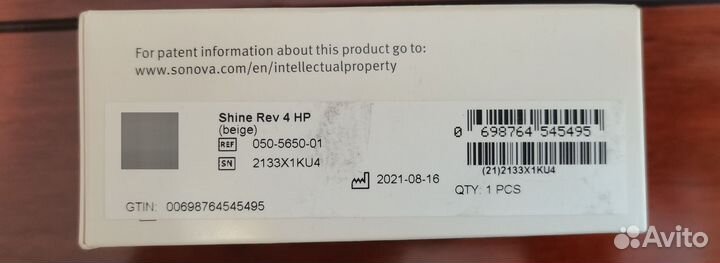 For patent information about this product go to:
www.sonova.com/en/intellectualproperty
Shine Rev 4 HP
(beige)
REF 050-5650-01
SN 2133X1KU4
2021-08-16
GTIN: 00698764545495
0 698764 545495
(21)2133X1KU4
QTY: 1 PCS
Avito